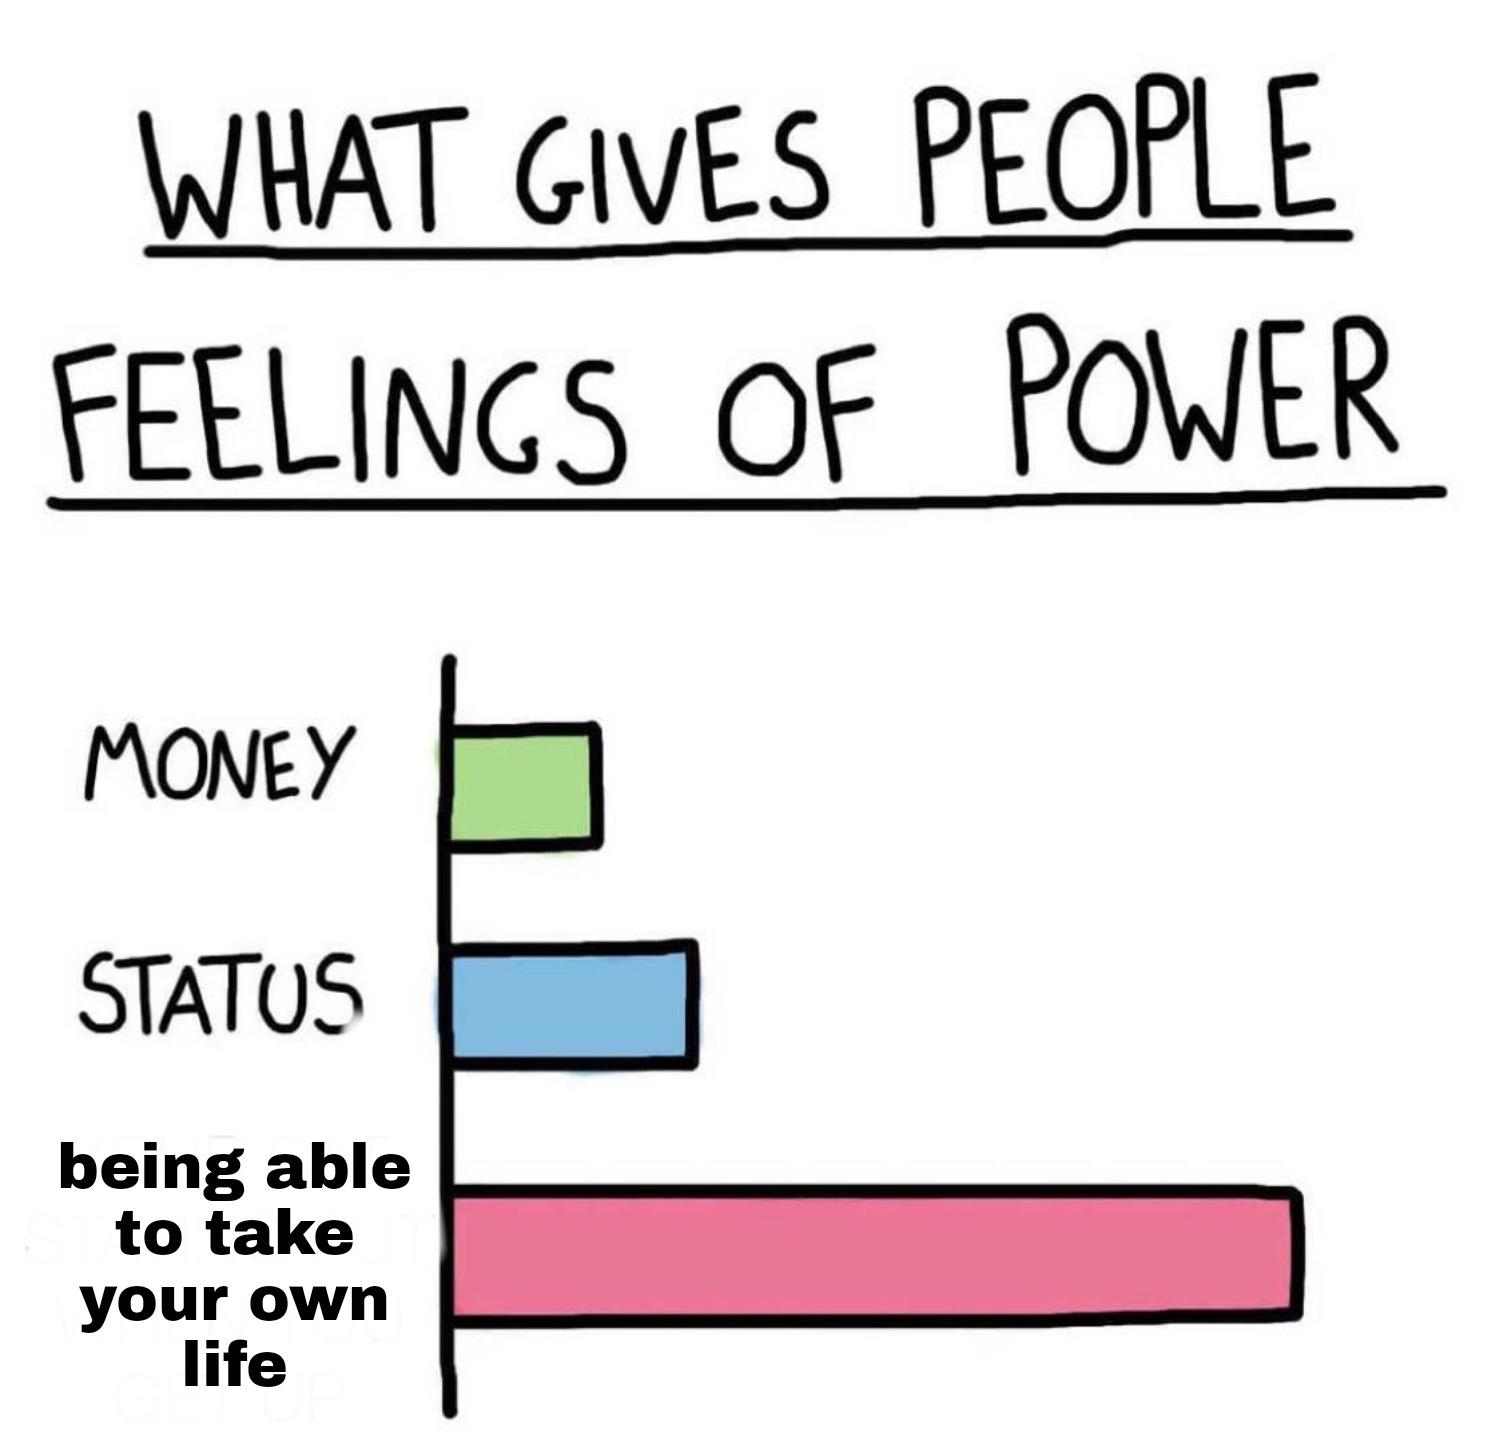 WHAT GIVES PEOPLE
FEELINGS OF POWER
MONEY
STATUS
being able
to take
your own
life